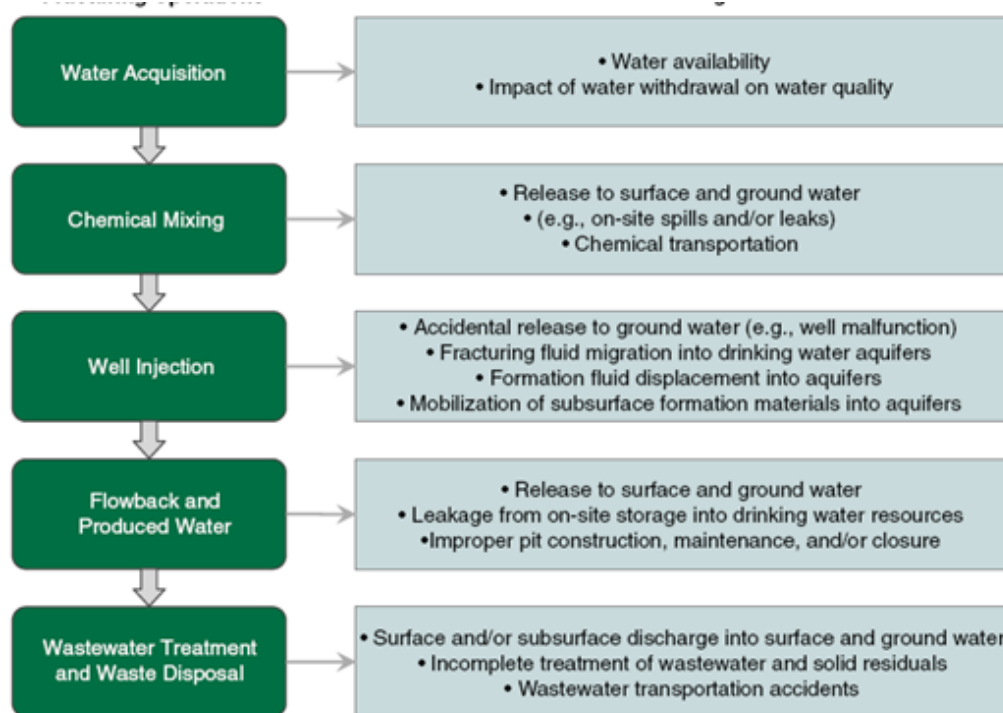 Water Acquisition
• Water availability
• Impact of water withdrawal on water quality
Chemical Mixing
• Release to surface and ground water
• (e.g., on-site spills and/or leaks)
• Chemical transportation
Well Injection
• Accidental release to ground water (e.g., well malfunction)
• Fracturing fluid migration into drinking water aquifers
• Formation fluid displacement into aquifers
• Mobilization of subsurface formation materials into aquifers
Flowback and
Produced Water
• Release to surface and ground water
• Leakage from on-site storage into drinking water resources
•Improper pit construction, maintenance, and/or closure
Wastewater Treatment
and Waste Disposal
• Surface and/or subsurface discharge into surface and ground water
• Incomplete treatment of wastewater and solid residuals
• Wastewater transportation accidents